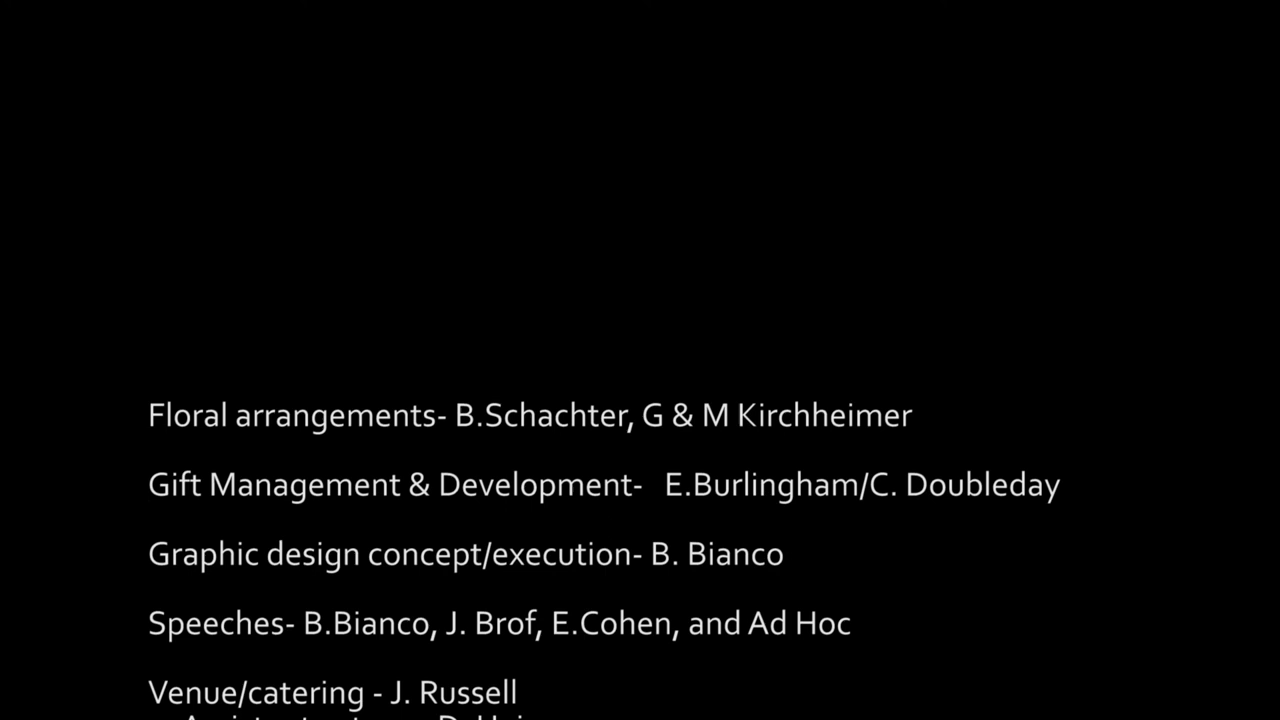 Floral arrangements- B.Schachter, G & M Kirchheimer
Gift Management & Development- E.Burlingham/C. Doubleday
Graphic design concept/execution- B. Bianco
Speeches- B.Bianco, J. Brof, E.Cohen, and Ad Hoc
Venue/catering - J. Russell